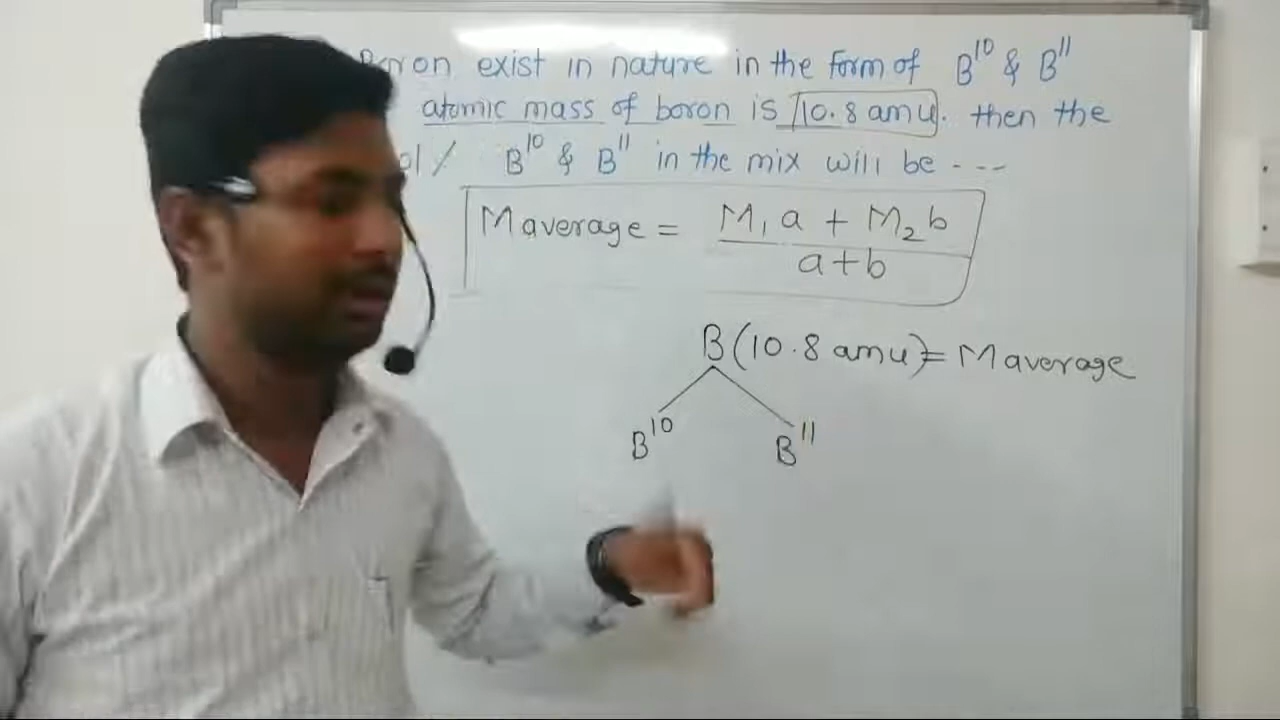 Boron exist in nature in the form of B¹⁰ & B¹¹
atomic mass of boron is 10.8 amu. then the
% B¹⁰ & B¹¹ in the mix will be ----
Maverage = M₁a + M₂b
a+b
B(10.8 amu) = Maverage
B¹⁰ B¹¹